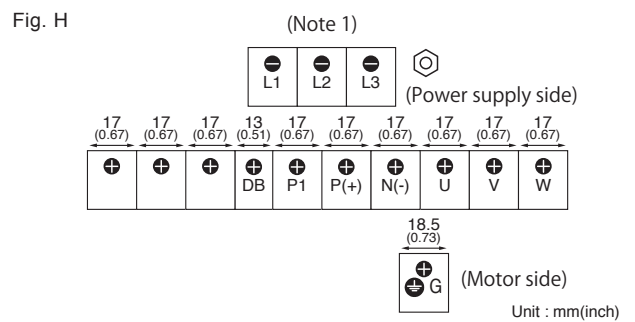 Fig. H
(Note 1)
L1 L2 L3
(Power supply side)
17 17 17 13 17 17 17 17 17 17
(0.67) (0.67) (0.67) (0.51) (0.67) (0.67) (0.67) (0.67) (0.67) (0.67)
DB P1 P(+) N(-) U V W
18.5
(0.73)
G
(Motor side)
Unit : mm(inch)